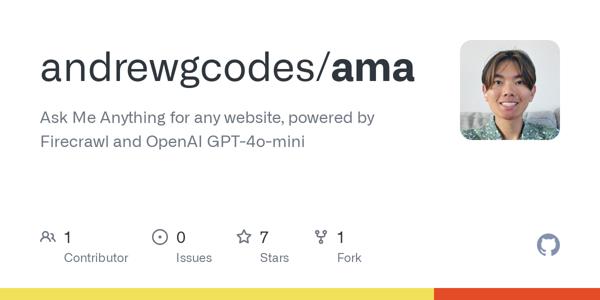 andrewgcodes/ama
Ask Me Anything for any website, powered by
Firecrawl and OpenAI GPT-4o-mini
1
Contributor
0
Issues
7
Stars
1
Fork